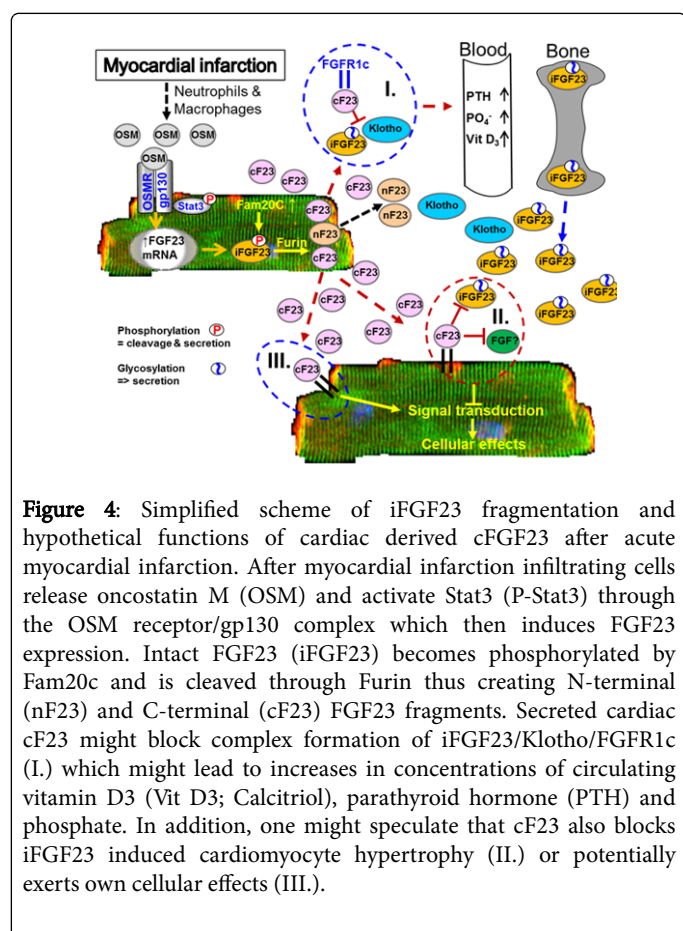 Myocardial infarction
Neutrophils &
Macrophages
OSM
OSM
OSM
OSM
OSMR
gp130
Stat3
P
↑FGF23
mRNA
Fam20C ↑
P
iFGF23
Furin
cF23
nF23
cF23
cF23
cF23
FGFR1c
I.
cF23
iFGF23
Klotho
Blood
PTH ↑
PO4- ↑
Vit D3 ↑
Bone
iFGF23
iFGF23
cF23
nF23
nF23
Klotho
Klotho
iFGF23
iFGF23
iFGF23
iFGF23
iFGF23
iFGF23
cF23
cF23
cF23
cF23
cF23
II.
cF23
FGF?
Phosphorylation P
= cleavage & secretion
Glycosylation
=> secretion
III.
cF23
Signal transduction
Cellular effects
Figure 4: Simplified scheme of iFGF23 fragmentation and
hypothetical functions of cardiac derived cFGF23 after acute
myocardial infarction. After myocardial infarction infiltrating cells
release oncostatin M (OSM) and activate Stat3 (P-Stat3) through
the OSM receptor/gp130 complex which then induces FGF23
expression. Intact FGF23 (iFGF23) becomes phosphorylated by
Fam20c and is cleaved through Furin thus creating N-terminal
(nF23) and C-terminal (cF23) FGF23 fragments. Secreted cardiac
cF23 might block complex formation of iFGF23/Klotho/FGFR1c
(I.) which might lead to increases in concentrations of circulating
vitamin D3 (Vit D3; Calcitriol), parathyroid hormone (PTH) and
phosphate. In addition, one might speculate that cF23 also blocks
iFGF23 induced cardiomyocyte hypertrophy (II.) or potentially
exerts own cellular effects (III.).